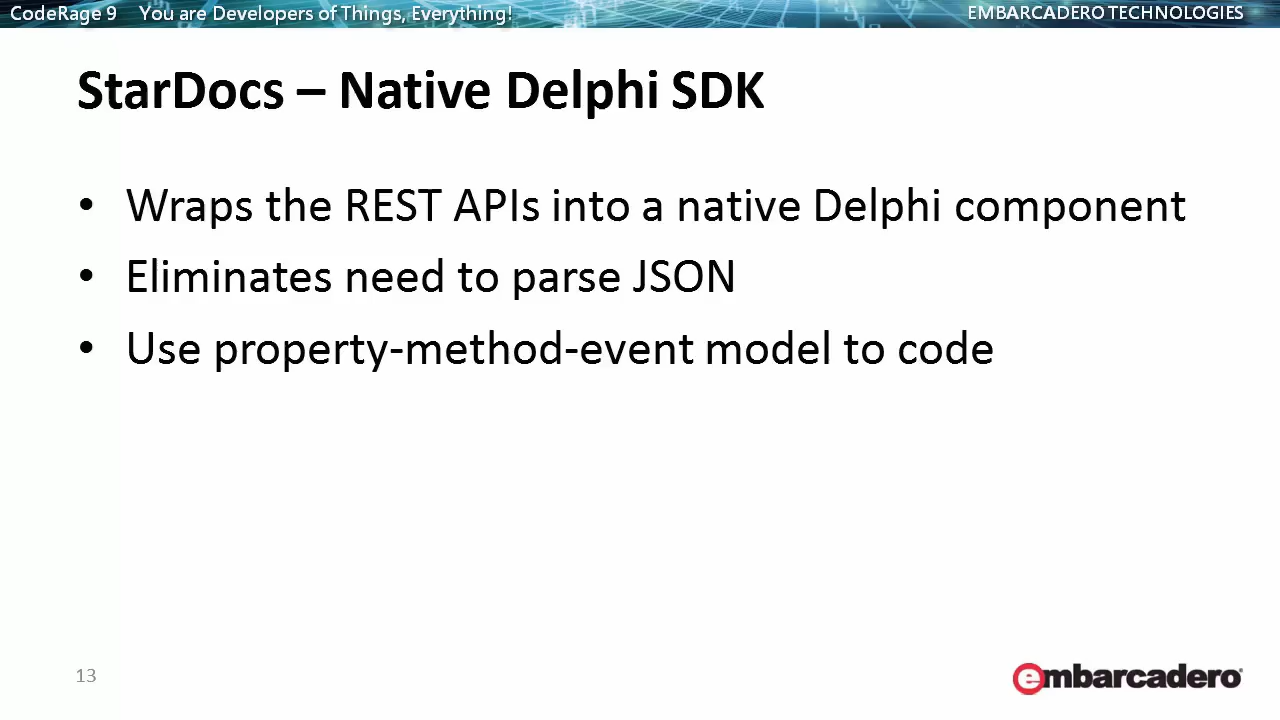 CodeRage 9 You are Developers of Things, Everything!
EMBARCADERO TECHNOLOGIES
StarDocs – Native Delphi SDK
• Wraps the REST APIs into a native Delphi component
• Eliminates need to parse JSON
• Use property-method-event model to code
13
embarcadero